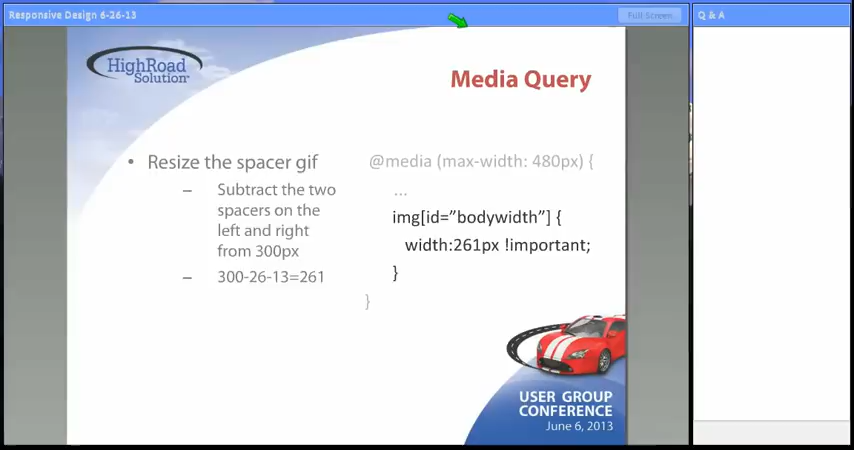 Responsive Design 6-26-13
Full Screen
Q & A
HighRoad
Solution
Media Query
• Resize the spacer gif
– Subtract the two
spacers on the
left and right
from 300px
– 300-26-13=261
@media (max-width: 480px) {
...
img[id=”bodywidth”] {
width:261px !important;
}
}
USER GROUP
CONFERENCE
June 6, 2013